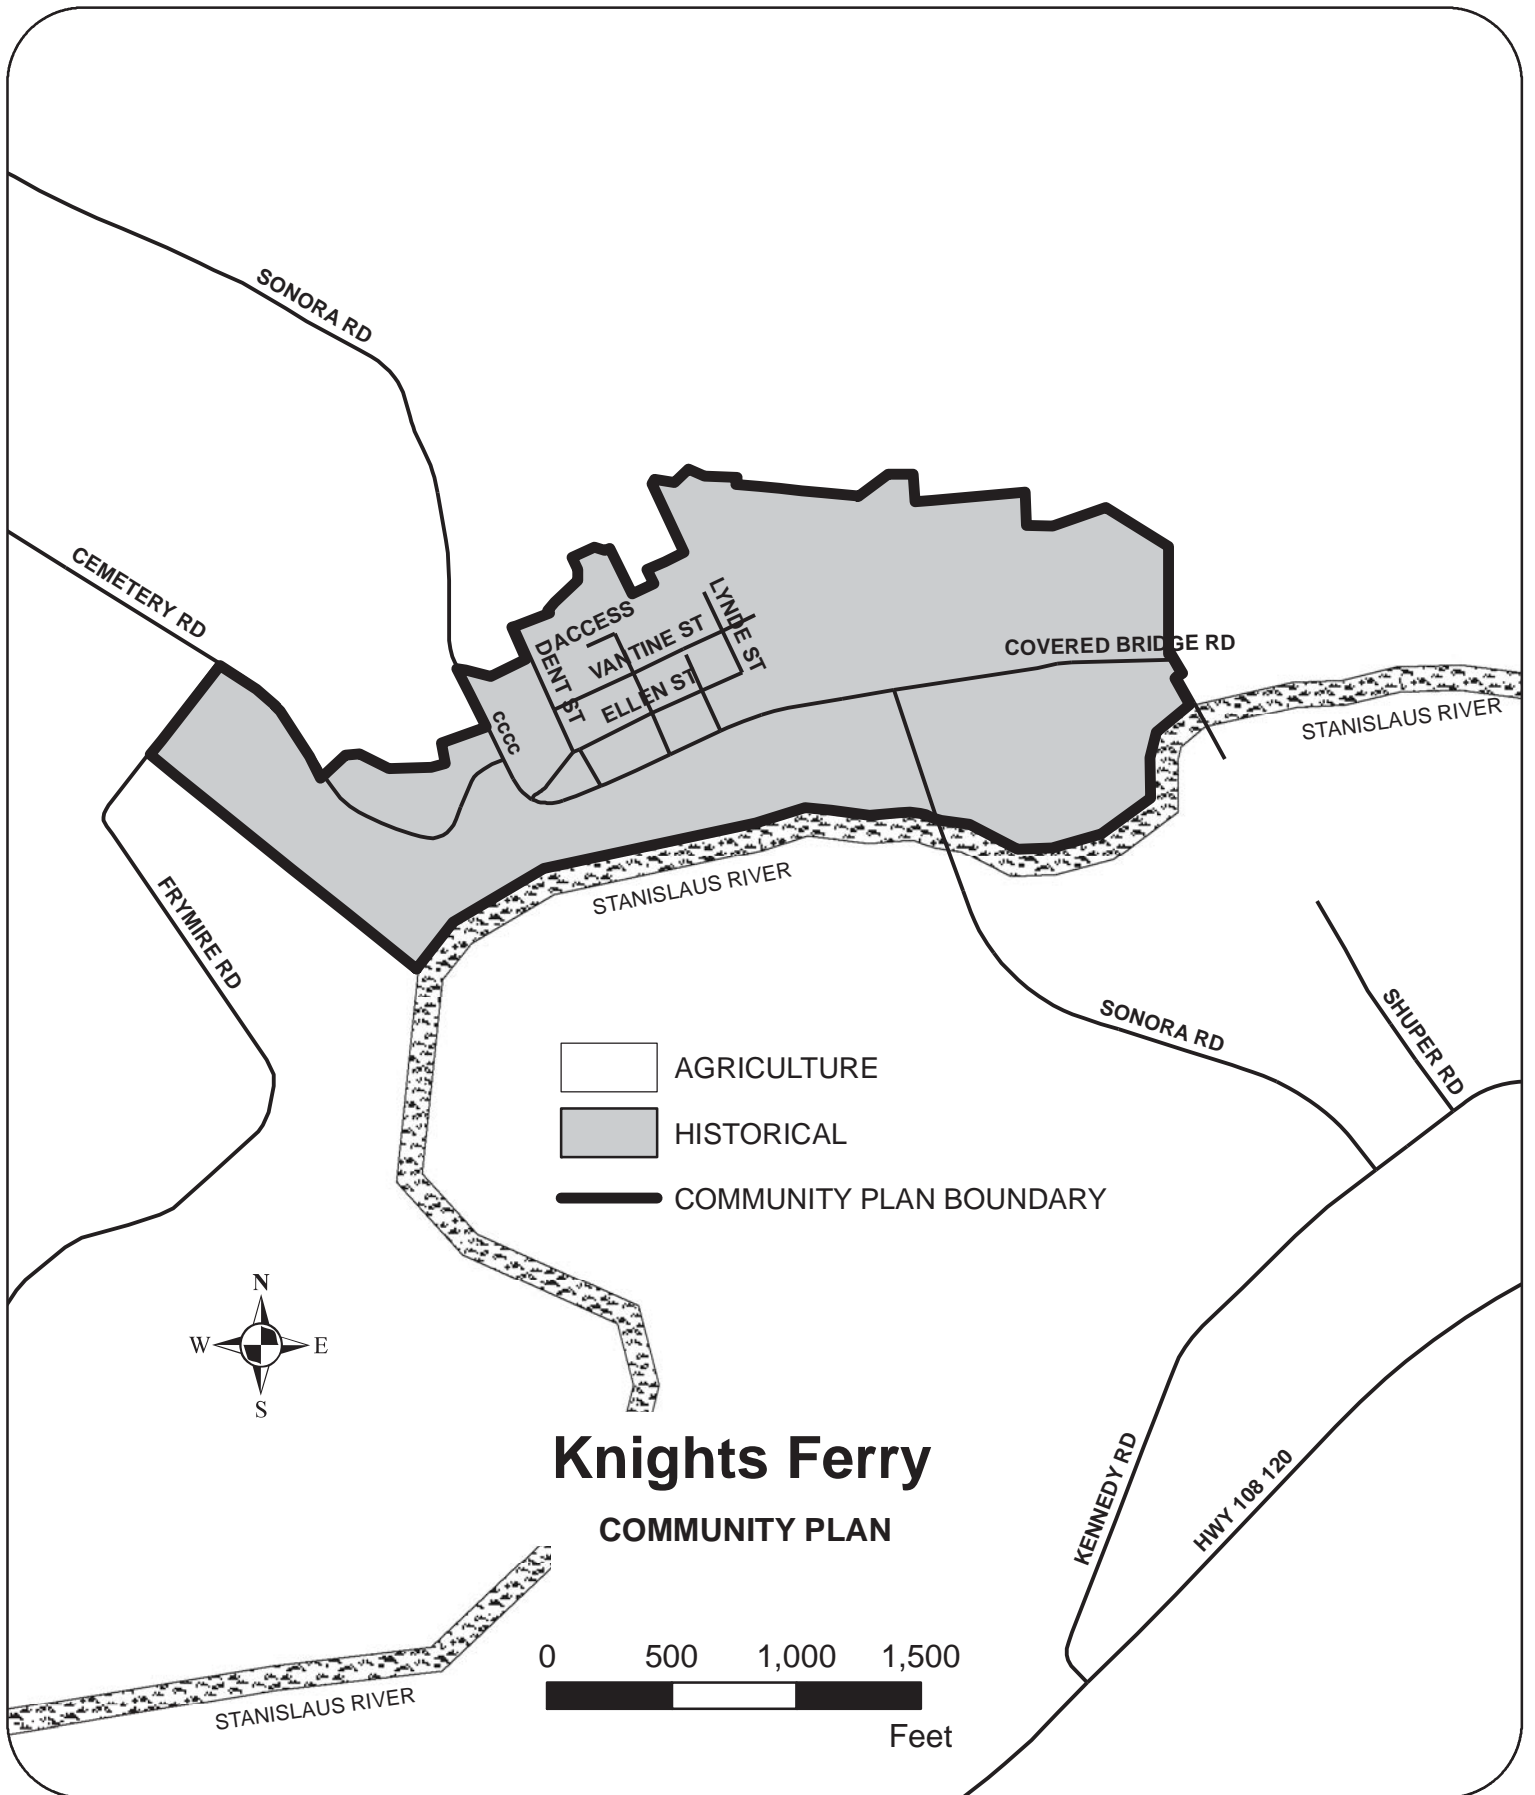 SONORA RD
CEMETERY RD
ACCESS
LYNDE ST
VANTINE ST
DENT ST
COVERED BRIDGE RD
ELLEN ST
CCCC
STANISLAUS RIVER
STANISLAUS RIVER
FRYMIRE RD
SONORA RD
SHUPER RD
AGRICULTURE
HISTORICAL
COMMUNITY PLAN BOUNDARY
N
W E
S
Knights Ferry
COMMUNITY PLAN
KENNEDY RD
HWY 108 120
0 500 1,000 1,500
Feet
STANISLAUS RIVER